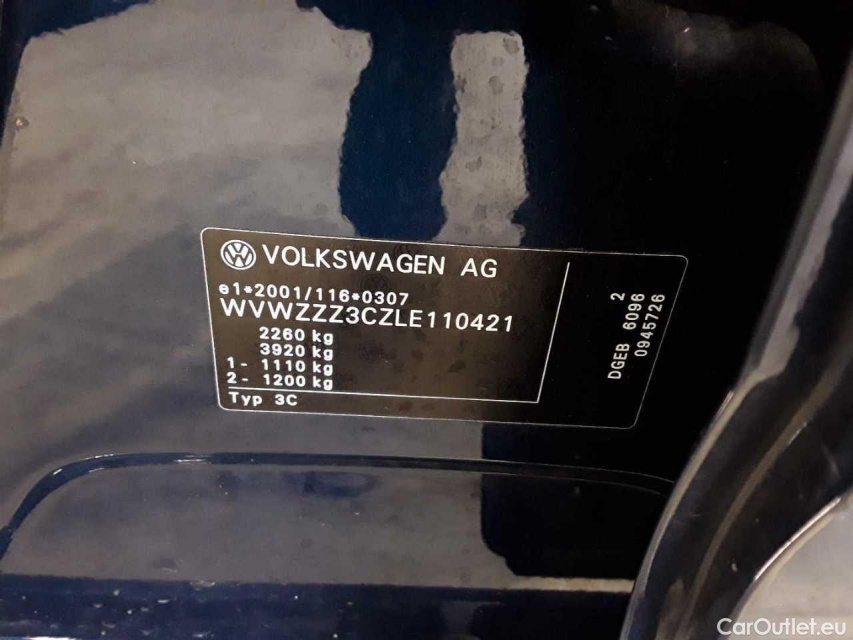 VOLKSWAGEN AG
e1*2001/116*0307
WVWZZZ3CZLE110421
2260 kg
3920 kg
1- 1110 kg
2- 1200 kg
Typ 3C
2
DGEB 6096
0945726
CarOutlet.eu